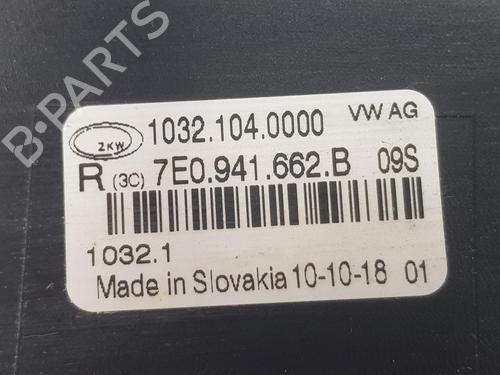 B-PARTS
2KW 1032.104.0000 VW AG
R (3C) 7E0.941.662.B 09S
1032.1
Made in Slovakia 10-10-18 01